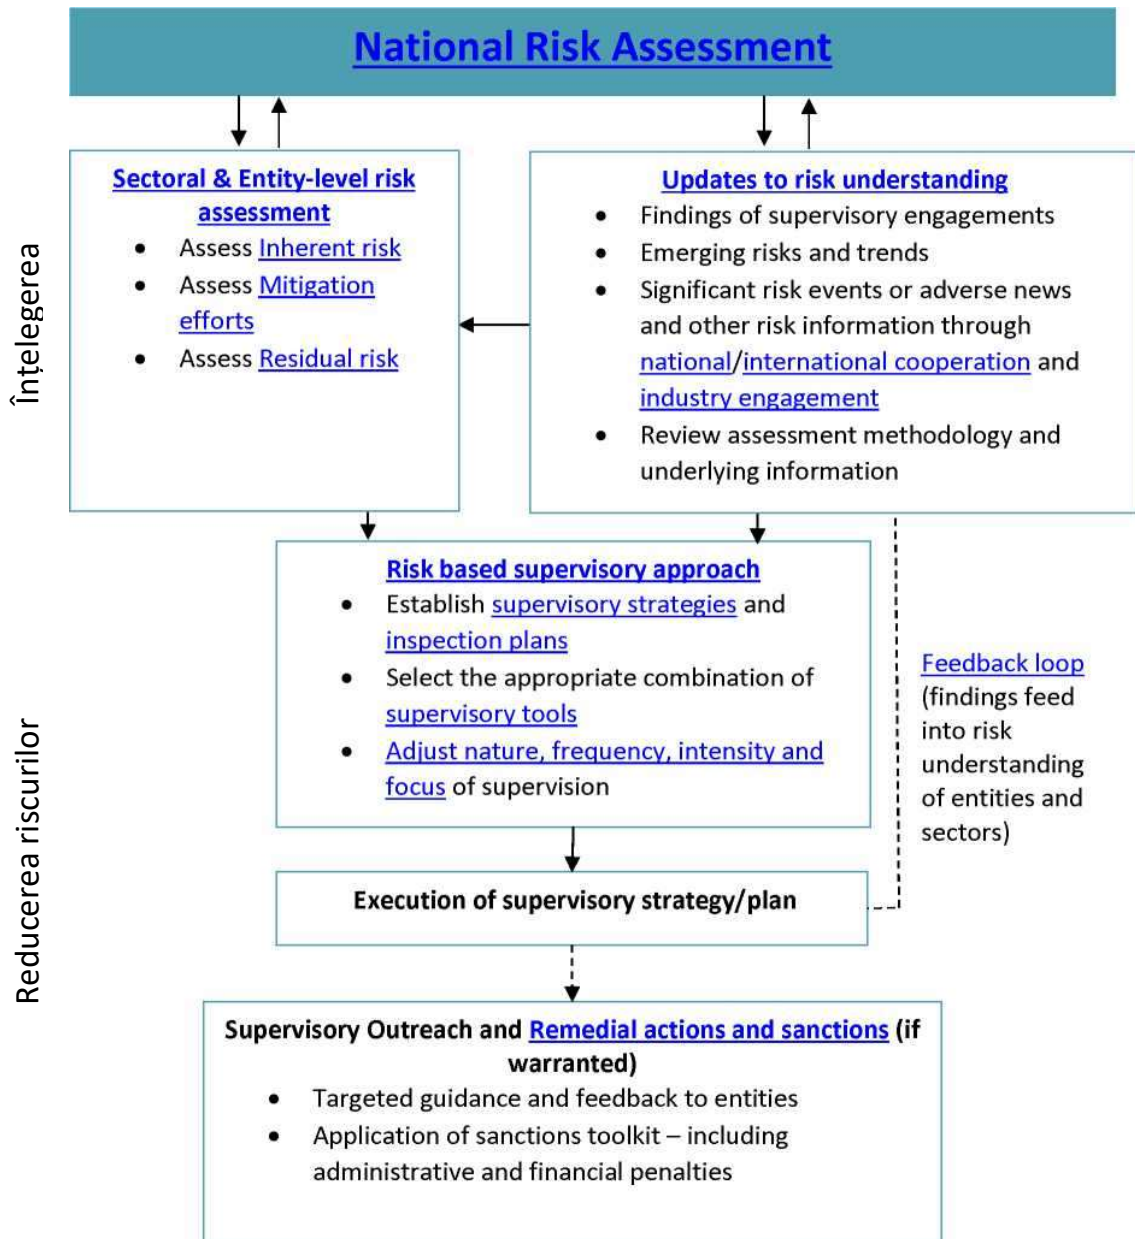 National Risk Assessment
Înțelegerea
Sectoral & Entity-level risk
assessment
• Assess Inherent risk
• Assess Mitigation
efforts
• Assess Residual risk
Updates to risk understanding
• Findings of supervisory engagements
• Emerging risks and trends
• Significant risk events or adverse news
and other risk information through
national/international cooperation and
industry engagement
• Review assessment methodology and
underlying information
Reducerea riscurilor
Risk based supervisory approach
• Establish supervisory strategies and
inspection plans
• Select the appropriate combination of
supervisory tools
• Adjust nature, frequency, intensity and
focus of supervision
Feedback loop
(findings feed
into risk
understanding
of entities and
sectors)
Execution of supervisory strategy/plan
Supervisory Outreach and Remedial actions and sanctions (if
warranted)
• Targeted guidance and feedback to entities
• Application of sanctions toolkit – including
administrative and financial penalties